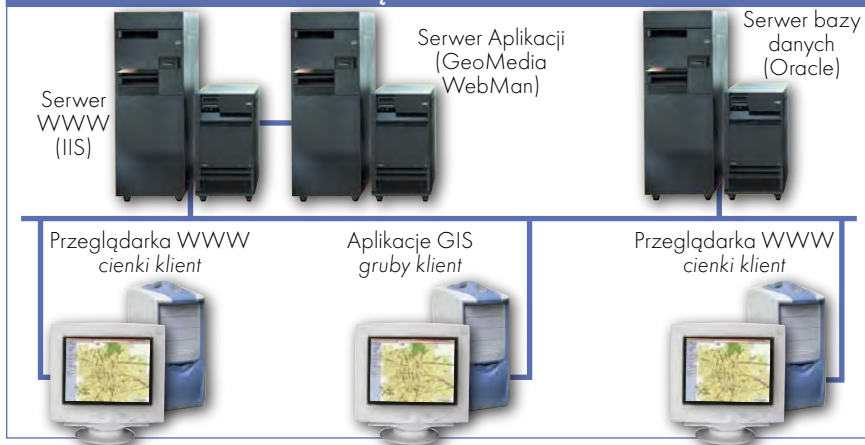 Serwer
WWW
(IIS)
Serwer Aplikacji
(GeoMedia
WebMan)
Serwer bazy
danych
(Oracle)
Przeglądarka WWW
cienki klient
Aplikacje GIS
gruby klient
Przeglądarka WWW
cienki klient